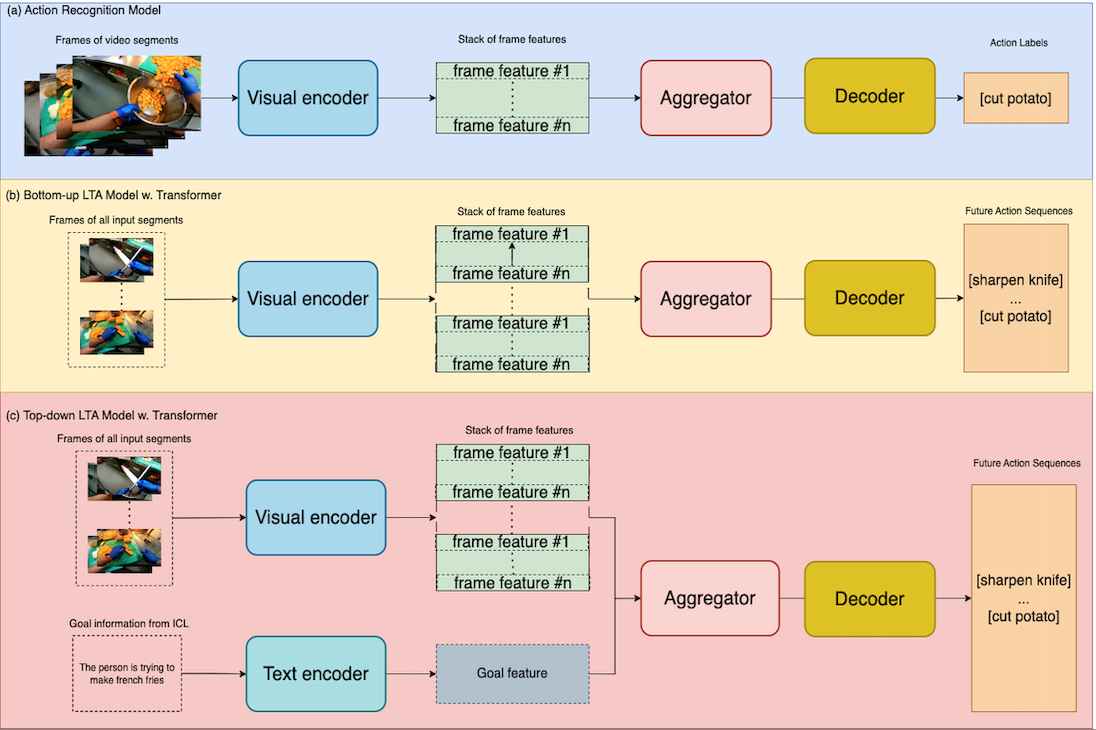 (a) Action Recognition Model
Frames of video segments
Stack of frame features
Action Labels
Visual encoder
frame feature #1
frame feature #n
Aggregator
Decoder
[cut potato]
(b) Bottom-up LTA Model w. Transformer
Frames of all input segments
Stack of frame features
Future Action Sequences
Visual encoder
frame feature #1
frame feature #n
frame feature #1
frame feature #n
Aggregator
Decoder
[sharpen knife]
...
[cut potato]
(c) Top-down LTA Model w. Transformer
Frames of all input segments
Stack of frame features
Future Action Sequences
Visual encoder
frame feature #1
frame feature #n
frame feature #1
frame feature #n
Goal information from ICL
The person is trying to
make french fries
Text encoder
Goal feature
Aggregator
Decoder
[sharpen knife]
...
[cut potato]